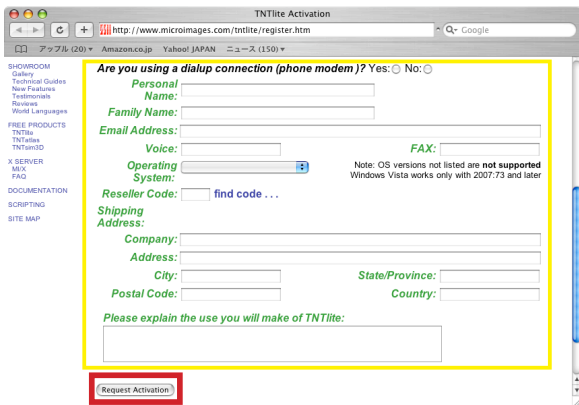 TNTlite Activation
http://www.microimages.com/tntlite/register.htm
Google
アップル (20) Amazon.co.jp Yahoo! JAPAN ニュース (150)
SHOWROOM
Gallery
Technical Guides
New Features
Testimonials
Reviews
World Languages
FREE PRODUCTS
TNTlite
TNTatlas
TNTsim3D
X SERVER
MI/X
FAQ
DOCUMENTATION
SCRIPTING
SITE MAP
Are you using a dialup connection (phone modem )? Yes: No:
Personal
Name:
Family Name:
Email Address:
Voice: FAX:
Operating
System:
Note: OS versions not listed are not supported
Windows Vista works only with 2007:73 and later
Reseller Code: find code . . .
Shipping
Address:
Company:
Address:
City: State/Province:
Postal Code: Country:
Please explain the use you will make of TNTlite:
Request Activation